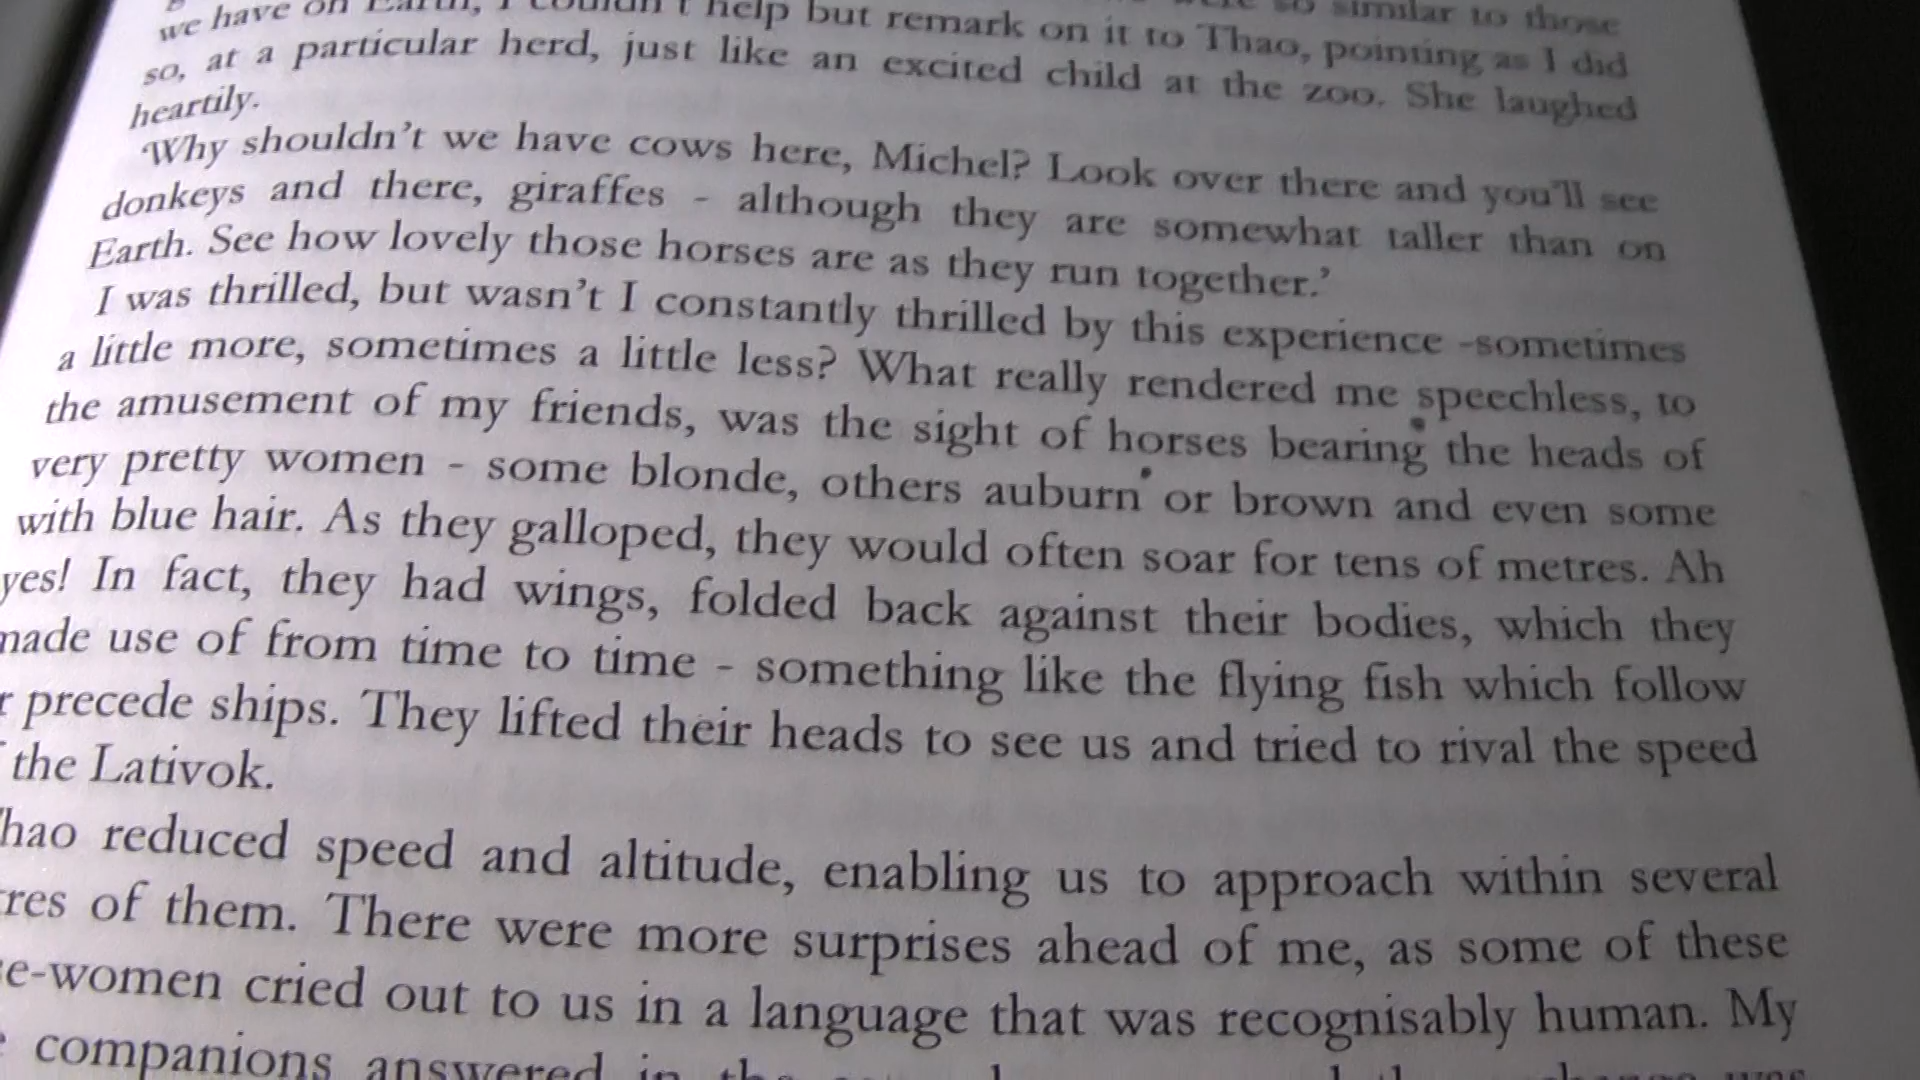 we have on Earth, I couldn't help but remark on it to Thao, pointing as I did
so, at a particular herd, just like an excited child at the zoo. She laughed
heartily.
'Why shouldn't we have cows here, Michel? Look over there and you'll see
donkeys and there, giraffes - although they are somewhat taller than on
Earth. See how lovely those horses are as they run together.'
I was thrilled, but wasn't I constantly thrilled by this experience -sometimes
a little more, sometimes a little less? What really rendered me speechless, to
the amusement of my friends, was the sight of horses bearing the heads of
very pretty women - some blonde, others auburn or brown and even some
with blue hair. As they galloped, they would often soar for tens of metres. Ah
yes! In fact, they had wings, folded back against their bodies, which they
made use of from time to time - something like the flying fish which follow
r precede ships. They lifted their heads to see us and tried to rival the speed
the Lativok.
hao reduced speed and altitude, enabling us to approach within several
res of them. There were more surprises ahead of me, as some of these
e-women cried out to us in a language that was recognisably human. My
companions answered in